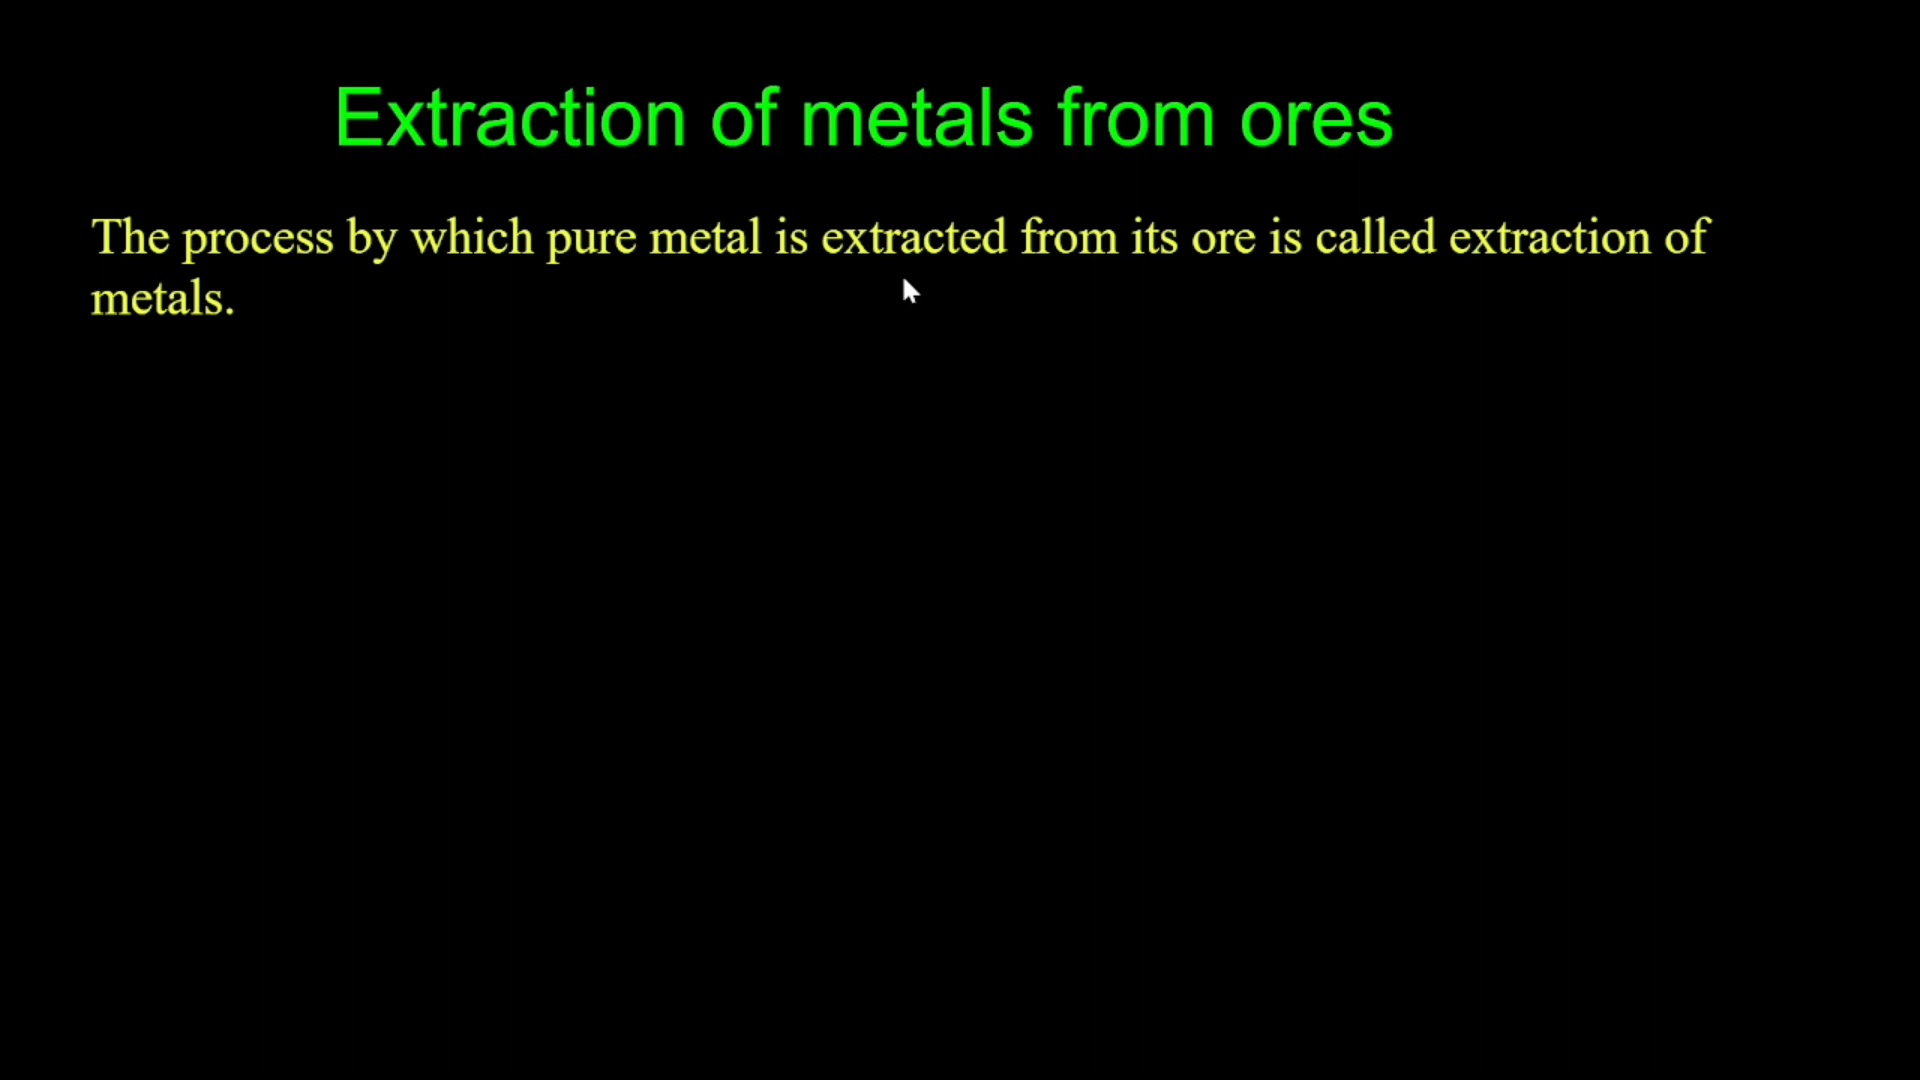 Extraction of metals from ores
The process by which pure metal is extracted from its ore is called extraction of
metals.